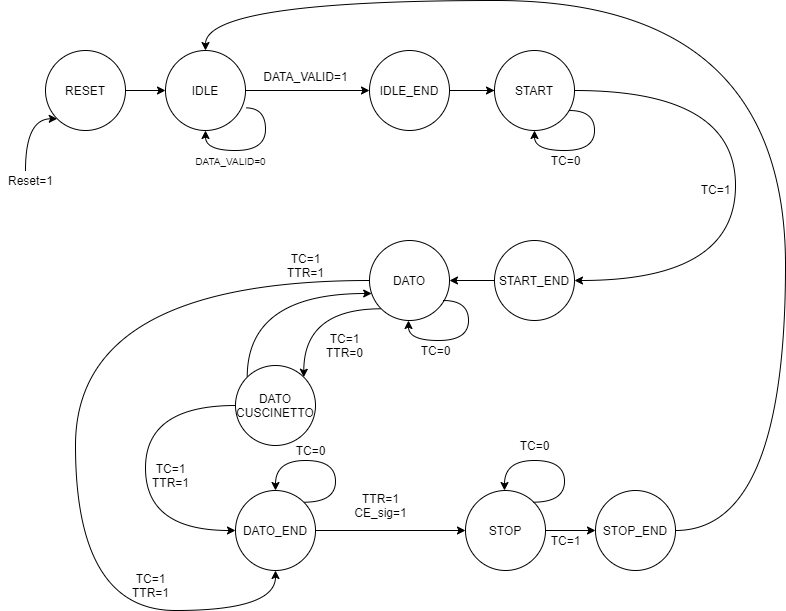 RESET
IDLE
DATA_VALID=1
IDLE_END
START
DATA_VALID=0
TC=0
Reset=1
TC=1
TC=1
TTR=1
DATO
START_END
TC=1
TTR=0
TC=0
DATO
CUSCINETTO
TC=1
TTR=1
TC=0
DATO_END
TTR=1
CE_sig=1
TC=0
STOP
TC=1
STOP_END
TC=1
TTR=1